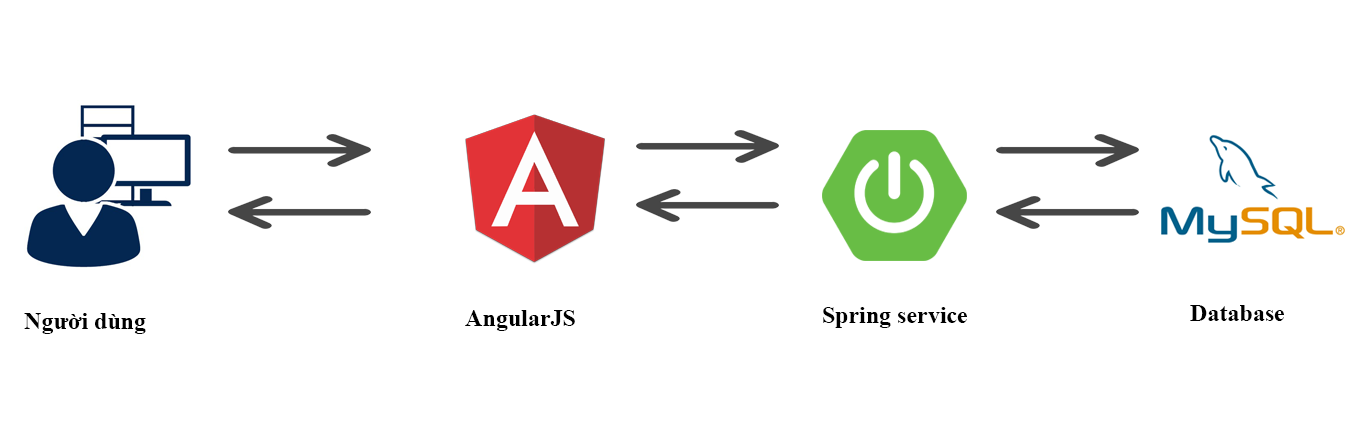 A
MySQL®
Người dùng
AngularJS
Spring service
Database